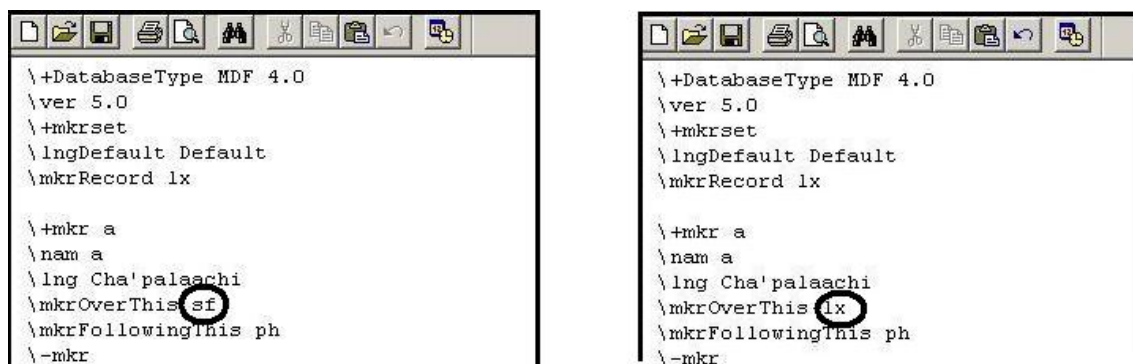 \+DatabaseType MDF 4.0
\ver 5.0
\+mkrset
\lngDefault Default
\mkrRecord lx
\+mkr a
\nam a
\lng Cha'palaachi
\mkrOverThis sf
\mkrFollowingThis ph
\-mkr
\+DatabaseType MDF 4.0
\ver 5.0
\+mkrset
\lngDefault Default
\mkrRecord lx
\+mkr a
\nam a
\lng Cha'palaachi
\mkrOverThis lx
\mkrFollowingThis ph
\-mkr